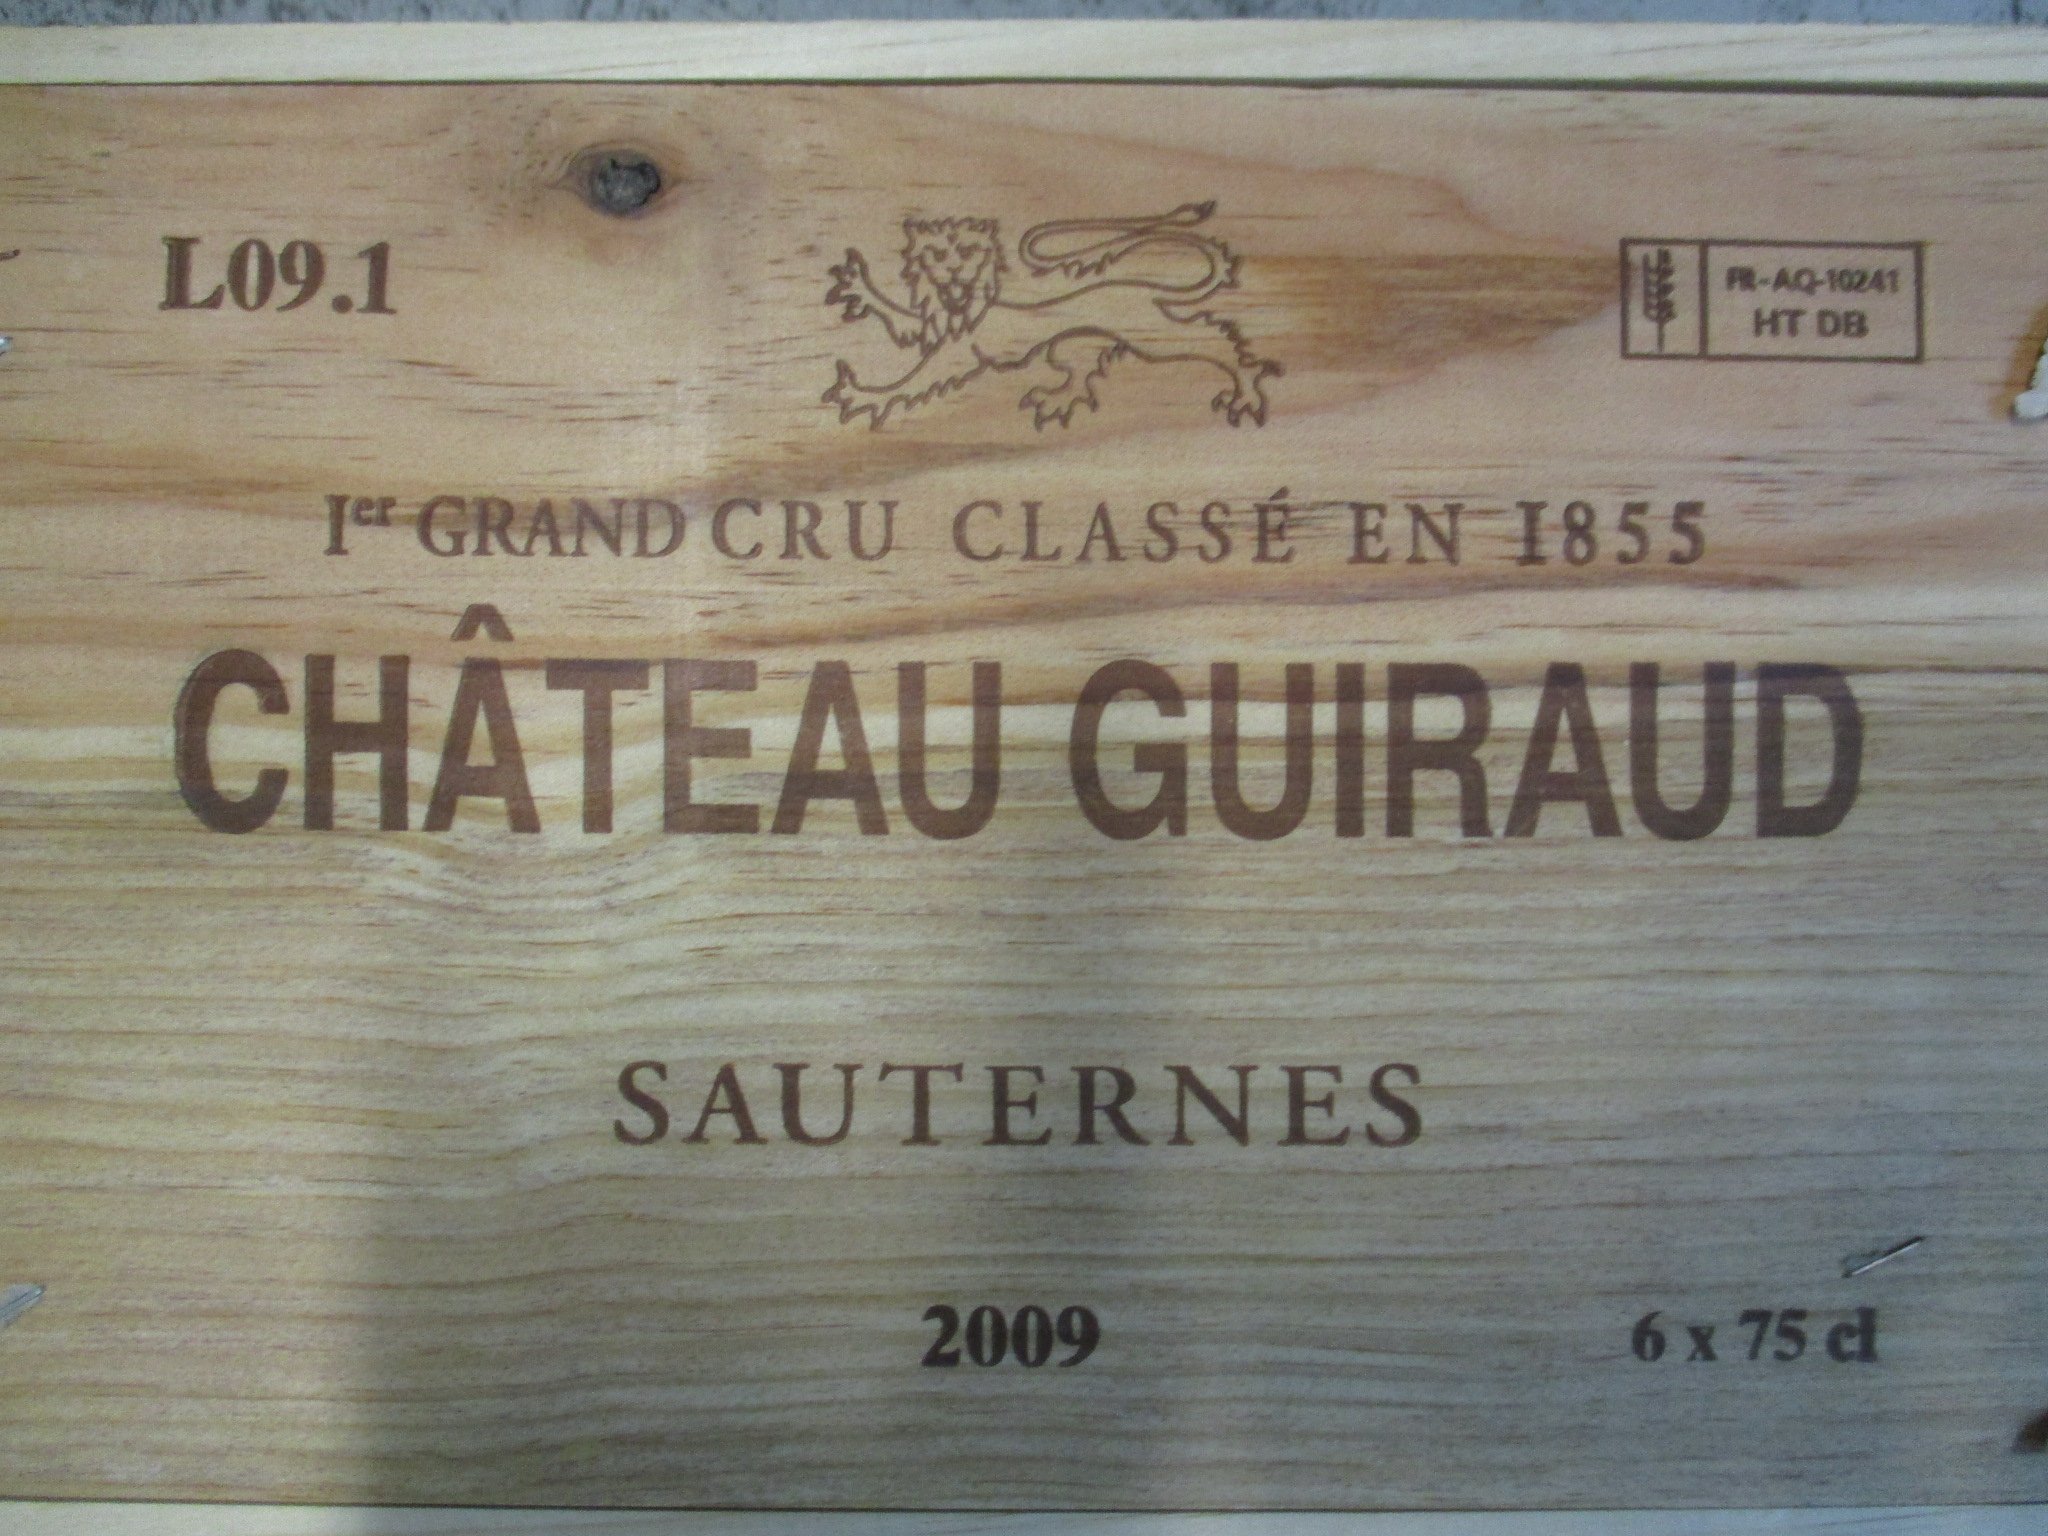 L09.1
FR-AQ-10241
HT DB
Ier GRAND CRU CLASSÉ EN 1855
CHÂTEAU GUIRAUD
SAUTERNES
2009
6 x 75 cl